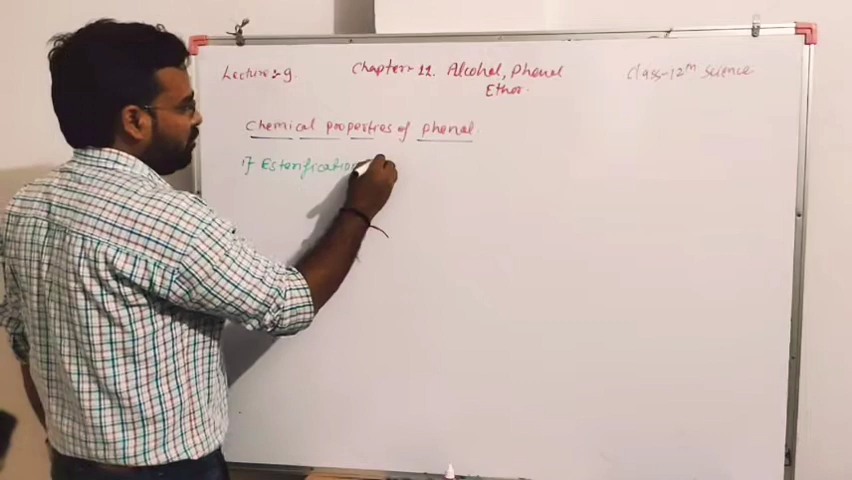 Lecture:-9. Chapter:-11. Alcohol, Phenol Class-12th Science
Ether.
Chemical properties of phenol.
1) Esterification